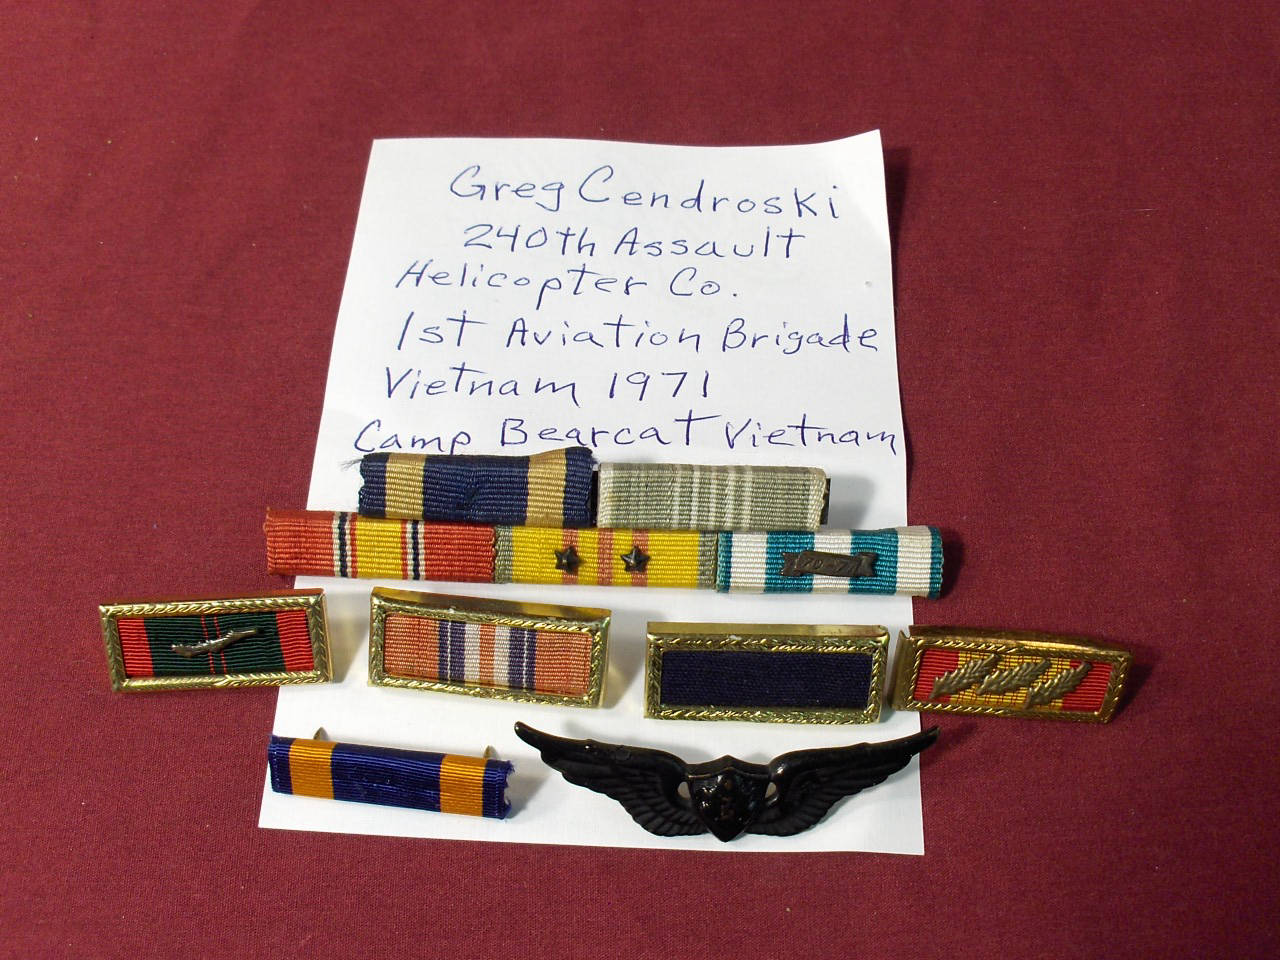 Greg Cendroski
240th Assault
Helicopter Co.
1st Aviation Brigade
Vietnam 1971
Camp Bearcat Vietnam